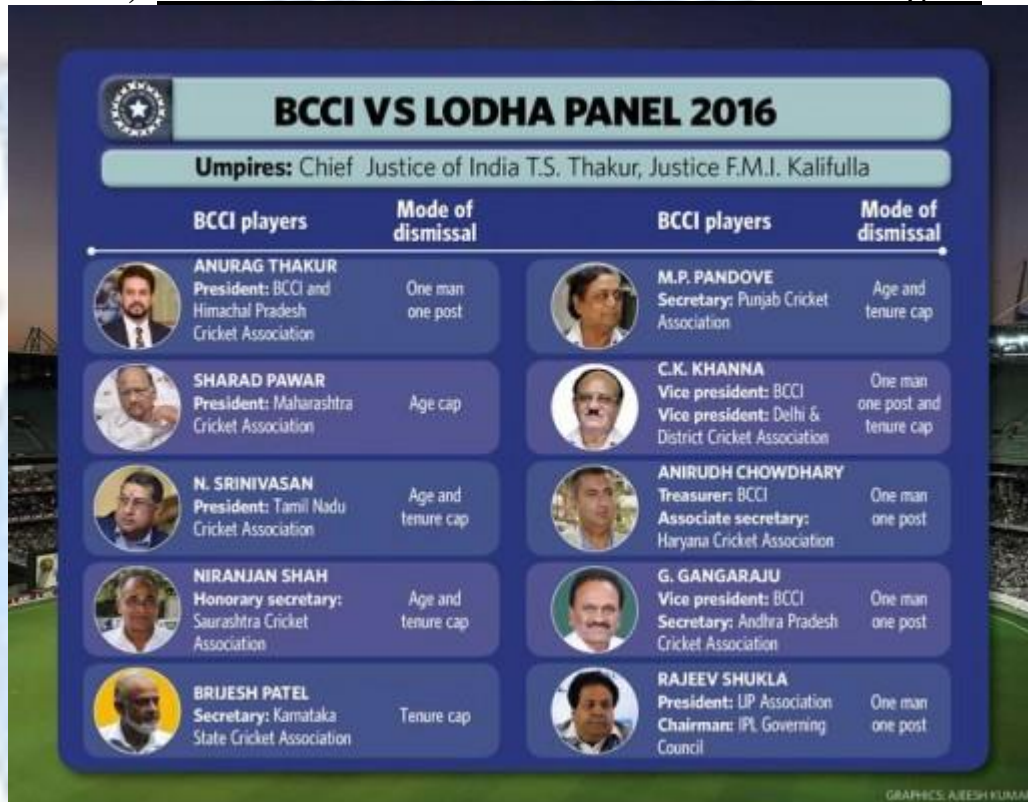 BCCI VS LODHA PANEL 2016
Umpires: Chief Justice of India T.S. Thakur, Justice F.M.I. Kalifulla
BCCI players
Mode of
dismissal
ANURAG THAKUR
President: BCCI and
Himachal Pradesh
Cricket Association
One man
one post
SHARAD PAWAR
President: Maharashtra
Cricket Association
Age cap
N. SRINIVASAN
President: Tamil Nadu
Cricket Association
Age and
tenure cap
NIRANJAN SHAH
Honorary secretary:
Saurashtra Cricket
Association
Age and
tenure cap
BRIJESH PATEL
Secretary: Karnataka
State Cricket Association
Tenure cap
BCCI players
Mode of
dismissal
M.P. PANDOVE
Secretary: Punjab Cricket
Association
Age and
tenure cap
C.K. KHANNA
Vice president: BCCI
Vice president: Delhi &
District Cricket Association
One man
one post and
tenure cap
ANIRUDH CHOWDHARY
Treasurer: BCCI
Associate secretary:
Haryana Cricket Association
One man
one post
G. GANGARAJU
Vice president: BCCI
Secretary: Andhra Pradesh
Cricket Association
One man
one post
RAJEEV SHUKLA
President: UP Association
Chairman: IPL Governing
Council
One man
one post
GRAPHICS: AJEESH KUMAR